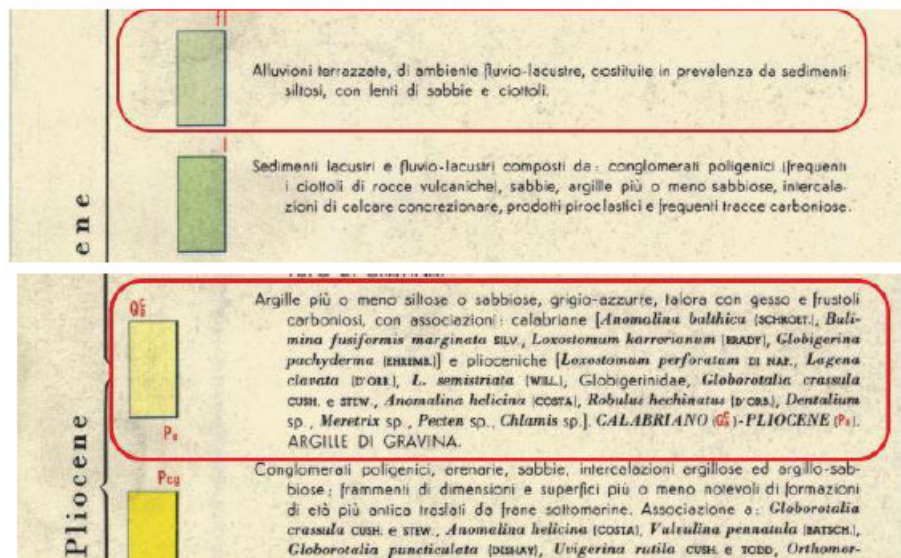 fl
Alluvioni terrazzate, di ambiente fluvio-lacustre, costituite in prevalenza da sedimenti
siltosi, con lenti di sabbie e ciottoli.
l
Sedimenti lacustri e fluvio-lacustri composti da: conglomerati poligenici (frequenti
i ciottoli di rocce vulcaniche), sabbie, argille più o meno sabbiose, intercala-
zioni di calcare concrezionare, prodotti piroclastici e frequenti tracce carboniose.
ene
Argille più o meno siltose o sabbiose, grigio-azzurre, talora con gesso e frustoli
carboniosi, con associazioni: calabriane [Anomalina balthica (SCHROET.), Buli-
mina fusiformis marginata SILV., Loxostomum karrerianum (BRADY), Globigerina
pachyderma (EHREMB.)] e plioceniche [Loxostomum perforatum DI NAP., Lagena
clavata (D'ORB.), L. semistriata (WILL.), Globigerinidae, Globorotalia crassula
CUSH. e STEW., Anomalina helicina (COSTA), Robulus hechinatus (D'ORB.), Dentalium
sp., Meretrix sp., Pecten sp., Chlamis sp.]. CALABRIANO (Qc)-PLIOCENE (Pa).
ARGILLE DI GRAVINA.
Pa
Pcg
Pliocene
Conglomerati poligenici, arenarie, sabbie, intercalazioni argillose ed argillo-sab-
biose; frammenti di dimensioni e superfici più o meno notevoli di formazioni
di età più antica traslati da frane sottomarine. Associazione a: Globorotalia
crassula CUSH. e STEW., Anomalina helicina (COSTA), Valvulina pennatula (BATSCH.),
Globorotalia puncticulata (DESHAY), Uvigerina rutila CUSH. e TODD, Orthomor-